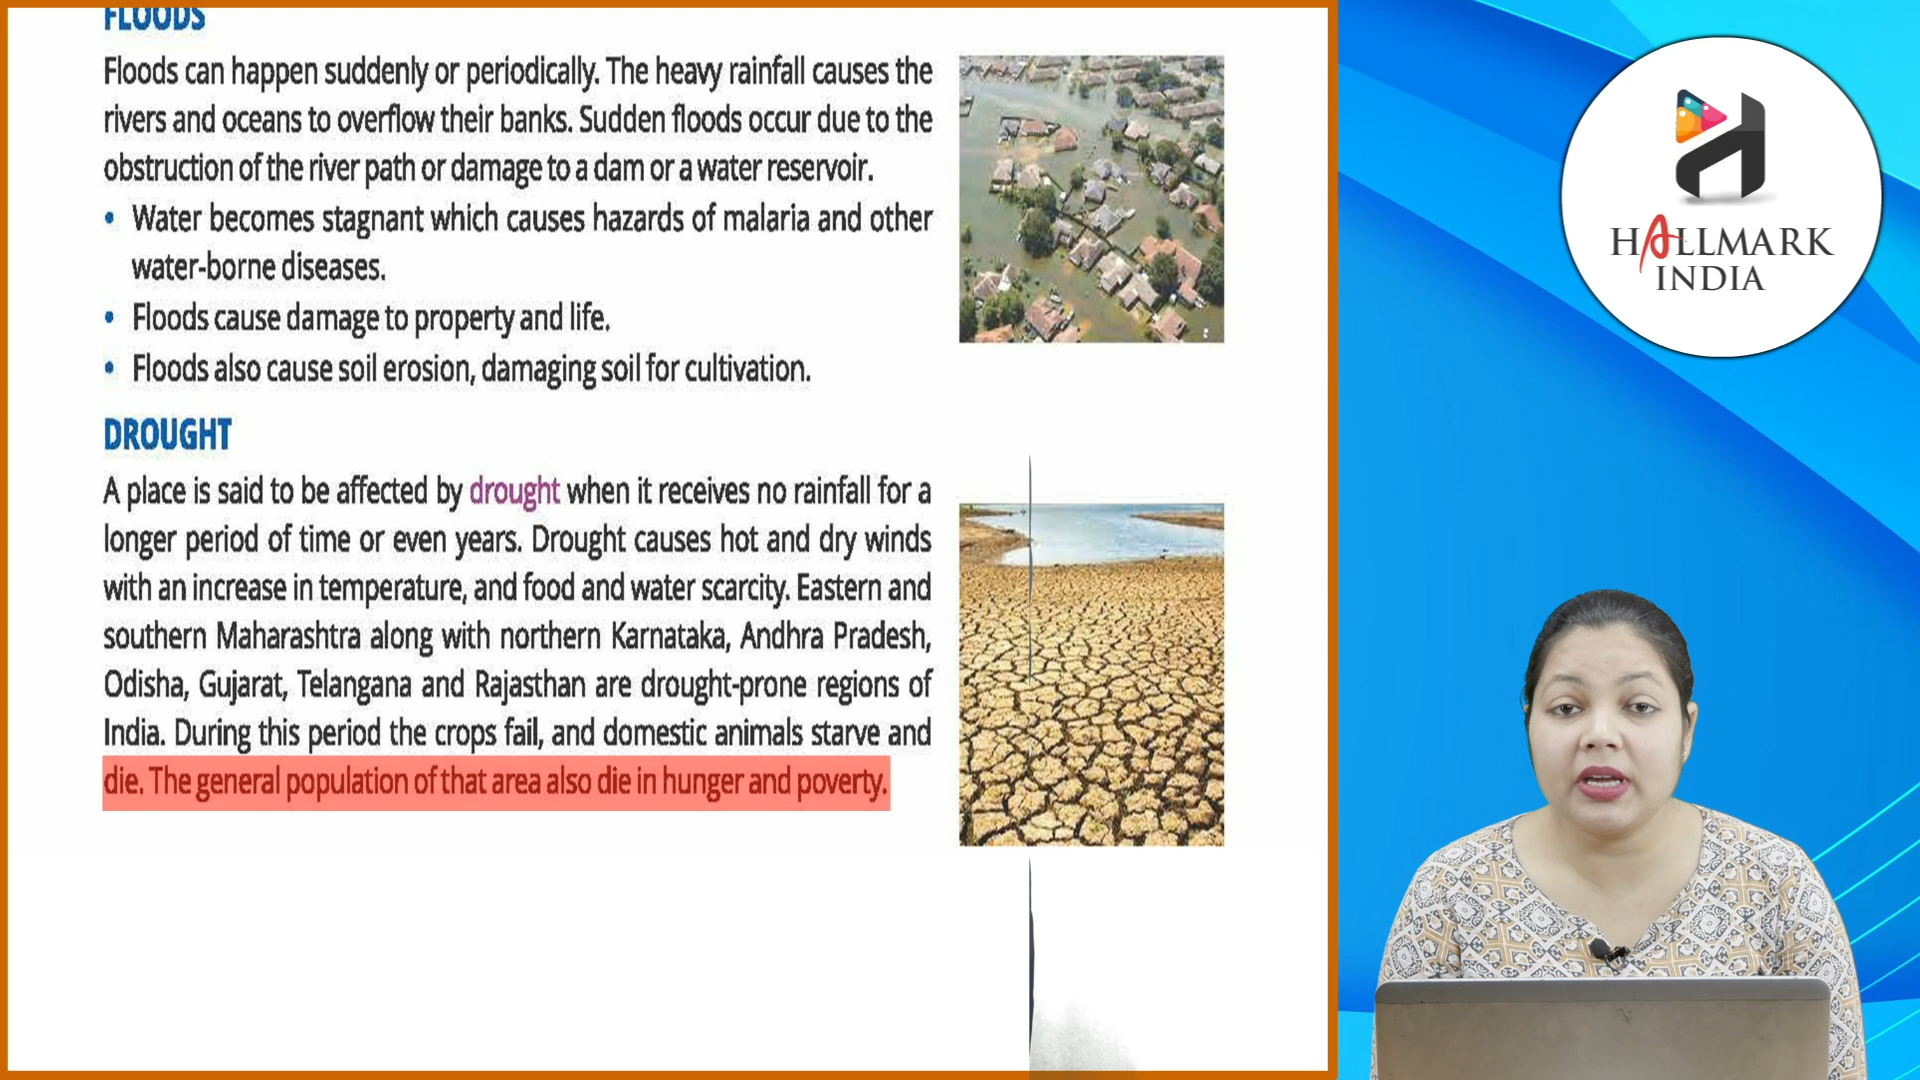 FLOODS
Floods can happen suddenly or periodically. The heavy rainfall causes the
rivers and oceans to overflow their banks. Sudden floods occur due to the
obstruction of the river path or damage to a dam or a water reservoir.
• Water becomes stagnant which causes hazards of malaria and other
water-borne diseases.
• Floods cause damage to property and life.
• Floods also cause soil erosion, damaging soil for cultivation.
DROUGHT
A place is said to be affected by drought when it receives no rainfall for a
longer period of time or even years. Drought causes hot and dry winds
with an increase in temperature, and food and water scarcity. Eastern and
southern Maharashtra along with northern Karnataka, Andhra Pradesh,
Odisha, Gujarat, Telangana and Rajasthan are drought-prone regions of
India. During this period the crops fail, and domestic animals starve and
die. The general population of that area also die in hunger and poverty.
HALLMARK
INDIA